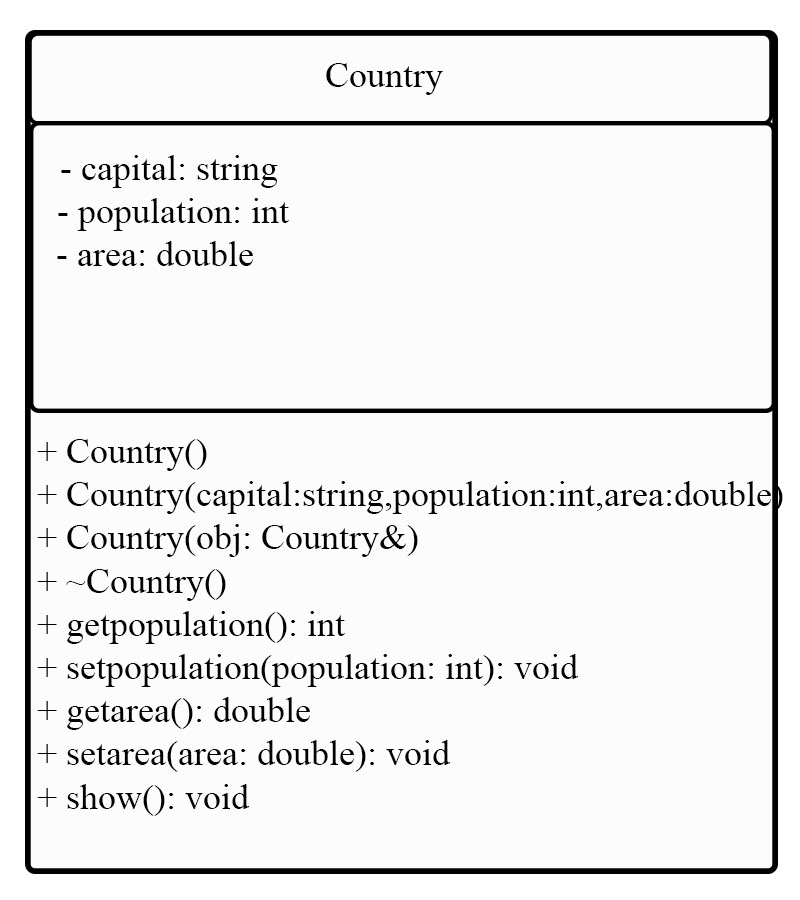 Country
- capital: string
- population: int
- area: double
+ Country()
+ Country(capital:string,population:int,area:double)
+ Country(obj: Country&)
+ ~Country()
+ getpopulation(): int
+ setpopulation(population: int): void
+ getarea(): double
+ setarea(area: double): void
+ show(): void